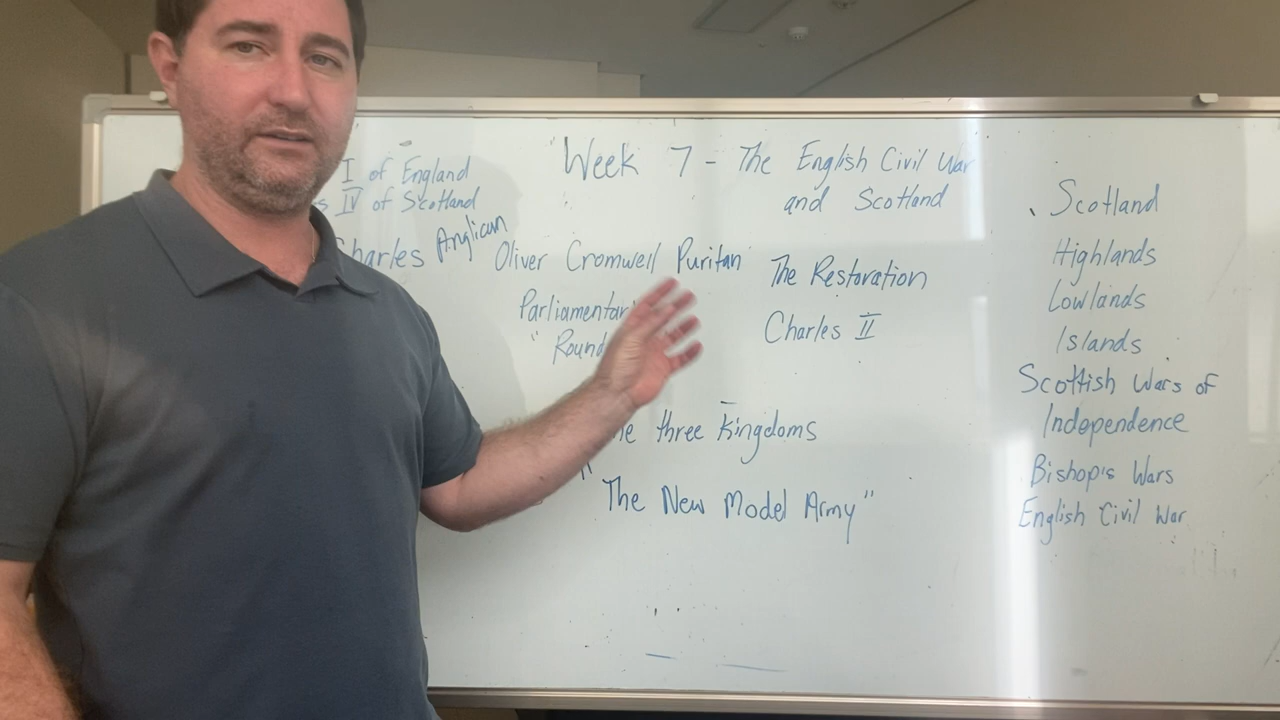 I of England
IV of Scotland
Charles Anglican
"Week 7 - The English Civil War
and Scotland
Oliver Cromwell Puritan
The Restoration
Charles II
three Kingdoms
"The New Model Army"
Scotland
Highlands
Lowlands
Islands
Scottish Wars of
Independence
Bishop's Wars
English Civil War